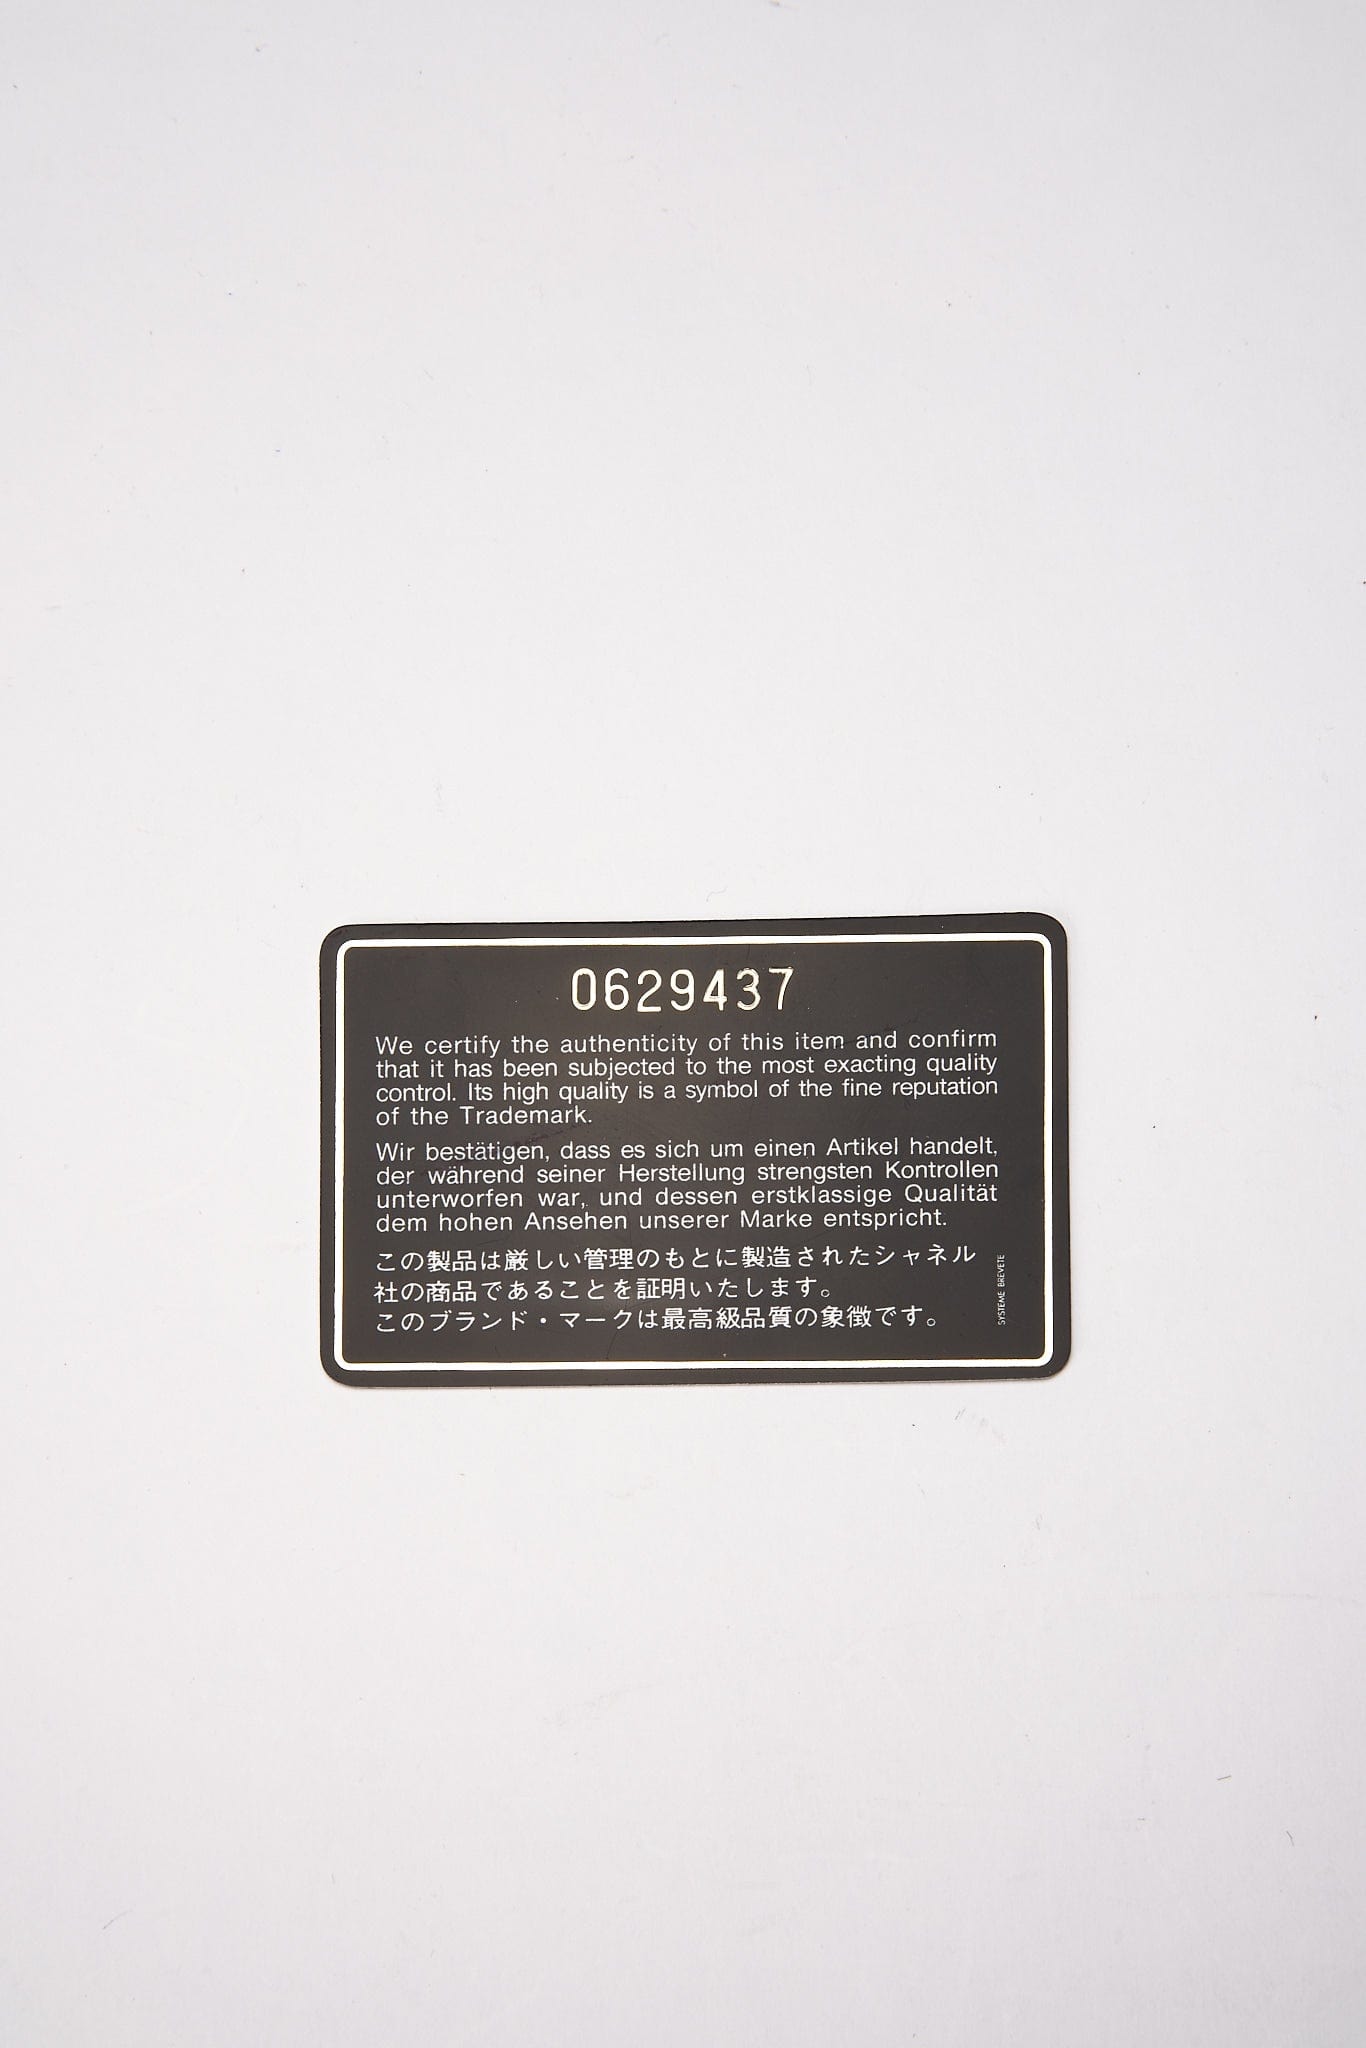 0629437
We certify the authenticity of this item and confirm
that it has been subjected to the most exacting quality
control. Its high quality is a symbol of the fine reputation
of the Trademark.
Wir bestätigen, dass es sich um einen Artikel handelt,
der während seiner Herstellung strengsten Kontrollen
unterworfen war, und dessen erstklassige Qualität
dem hohen Ansehen unserer Marke entspricht.
この製品は厳しい管理のもとに製造されたシャネル
社の商品であることを証明いたします。
このブランド・マークは最高級品質の象徴です。
SYSTEME BREVETE